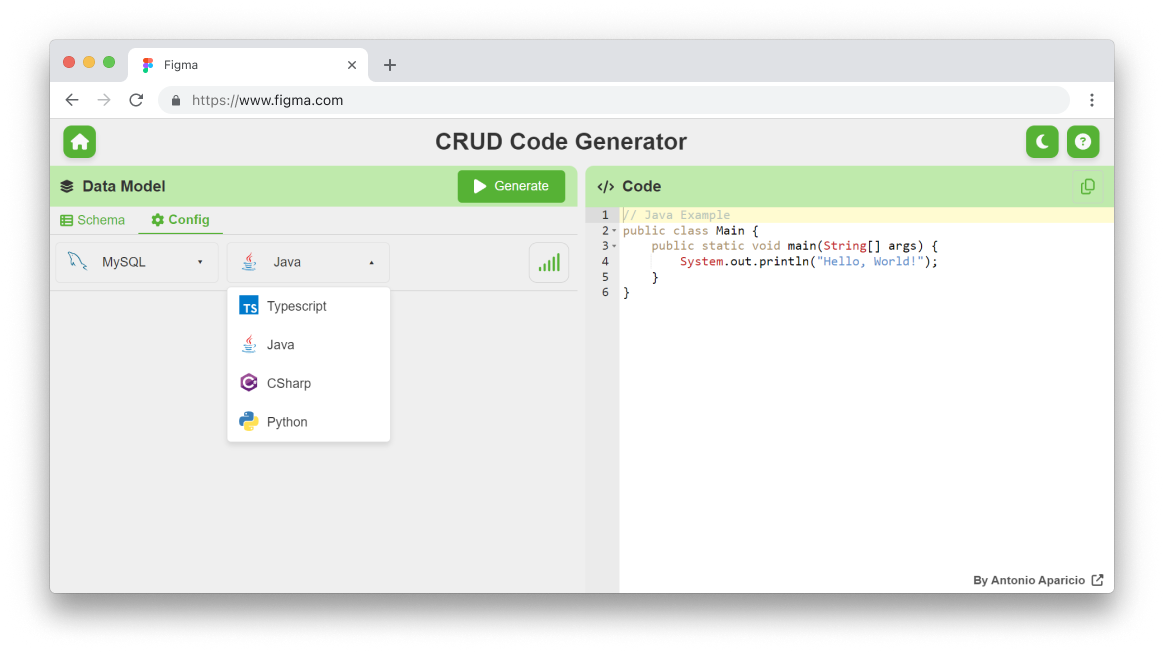 Figma
https://www.figma.com
CRUD Code Generator
Data Model
Generate
Schema
Config
MySQL
Java
TS
Typescript
Java
CSharp
Python
</> Code
1 // Java Example
2 public class Main {
3 public static void main(String[] args) {
4 System.out.println("Hello, World!");
5 }
6 }
By Antonio Aparicio